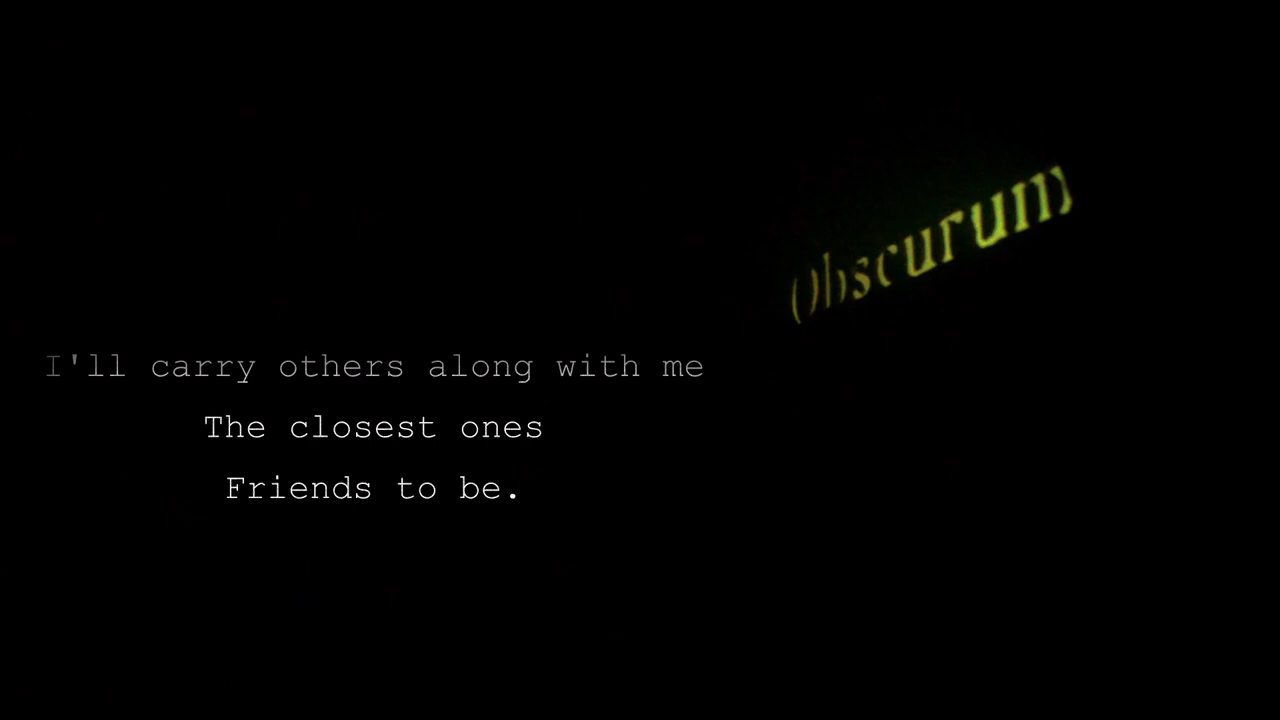 Obscurum
I'll carry others along with me
The closest ones
Friends to be.